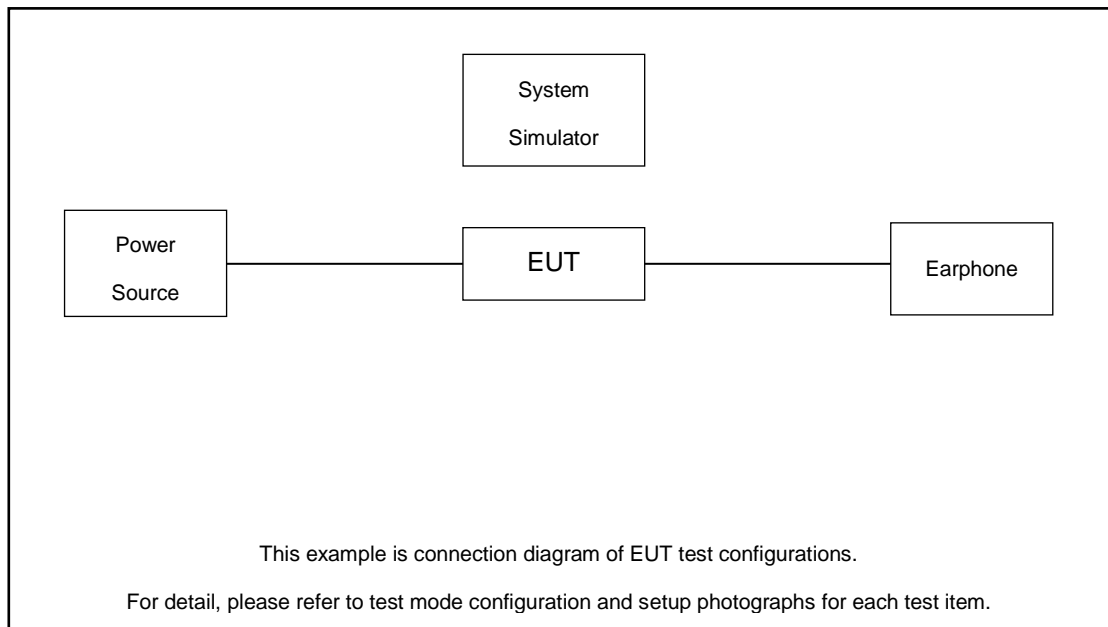 System
Simulator
Power
Source
EUT
Earphone
This example is connection diagram of EUT test configurations.
For detail, please refer to test mode configuration and setup photographs for each test item.